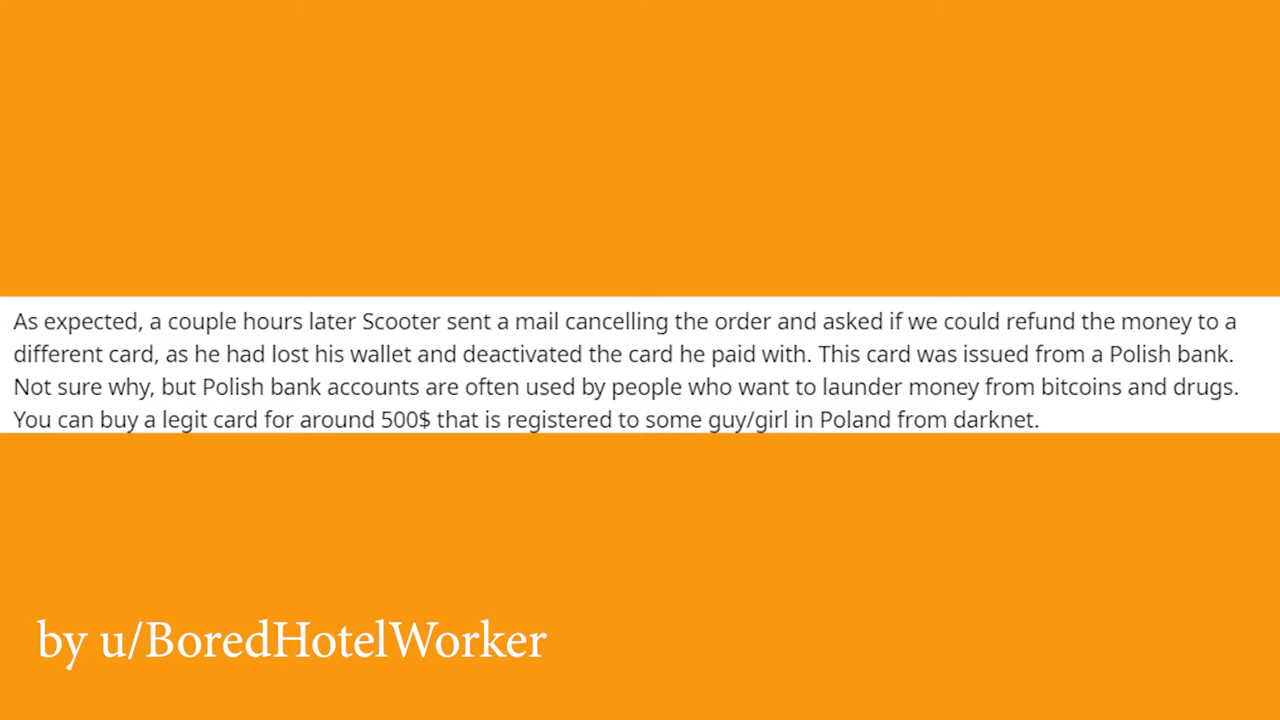 As expected, a couple hours later Scooter sent a mail cancelling the order and asked if we could refund the money to a
different card, as he had lost his wallet and deactivated the card he paid with. This card was issued from a Polish bank.
Not sure why, but Polish bank accounts are often used by people who want to launder money from bitcoins and drugs.
You can buy a legit card for around 500$ that is registered to some guy/girl in Poland from darknet.
by u/BoredHotelWorker